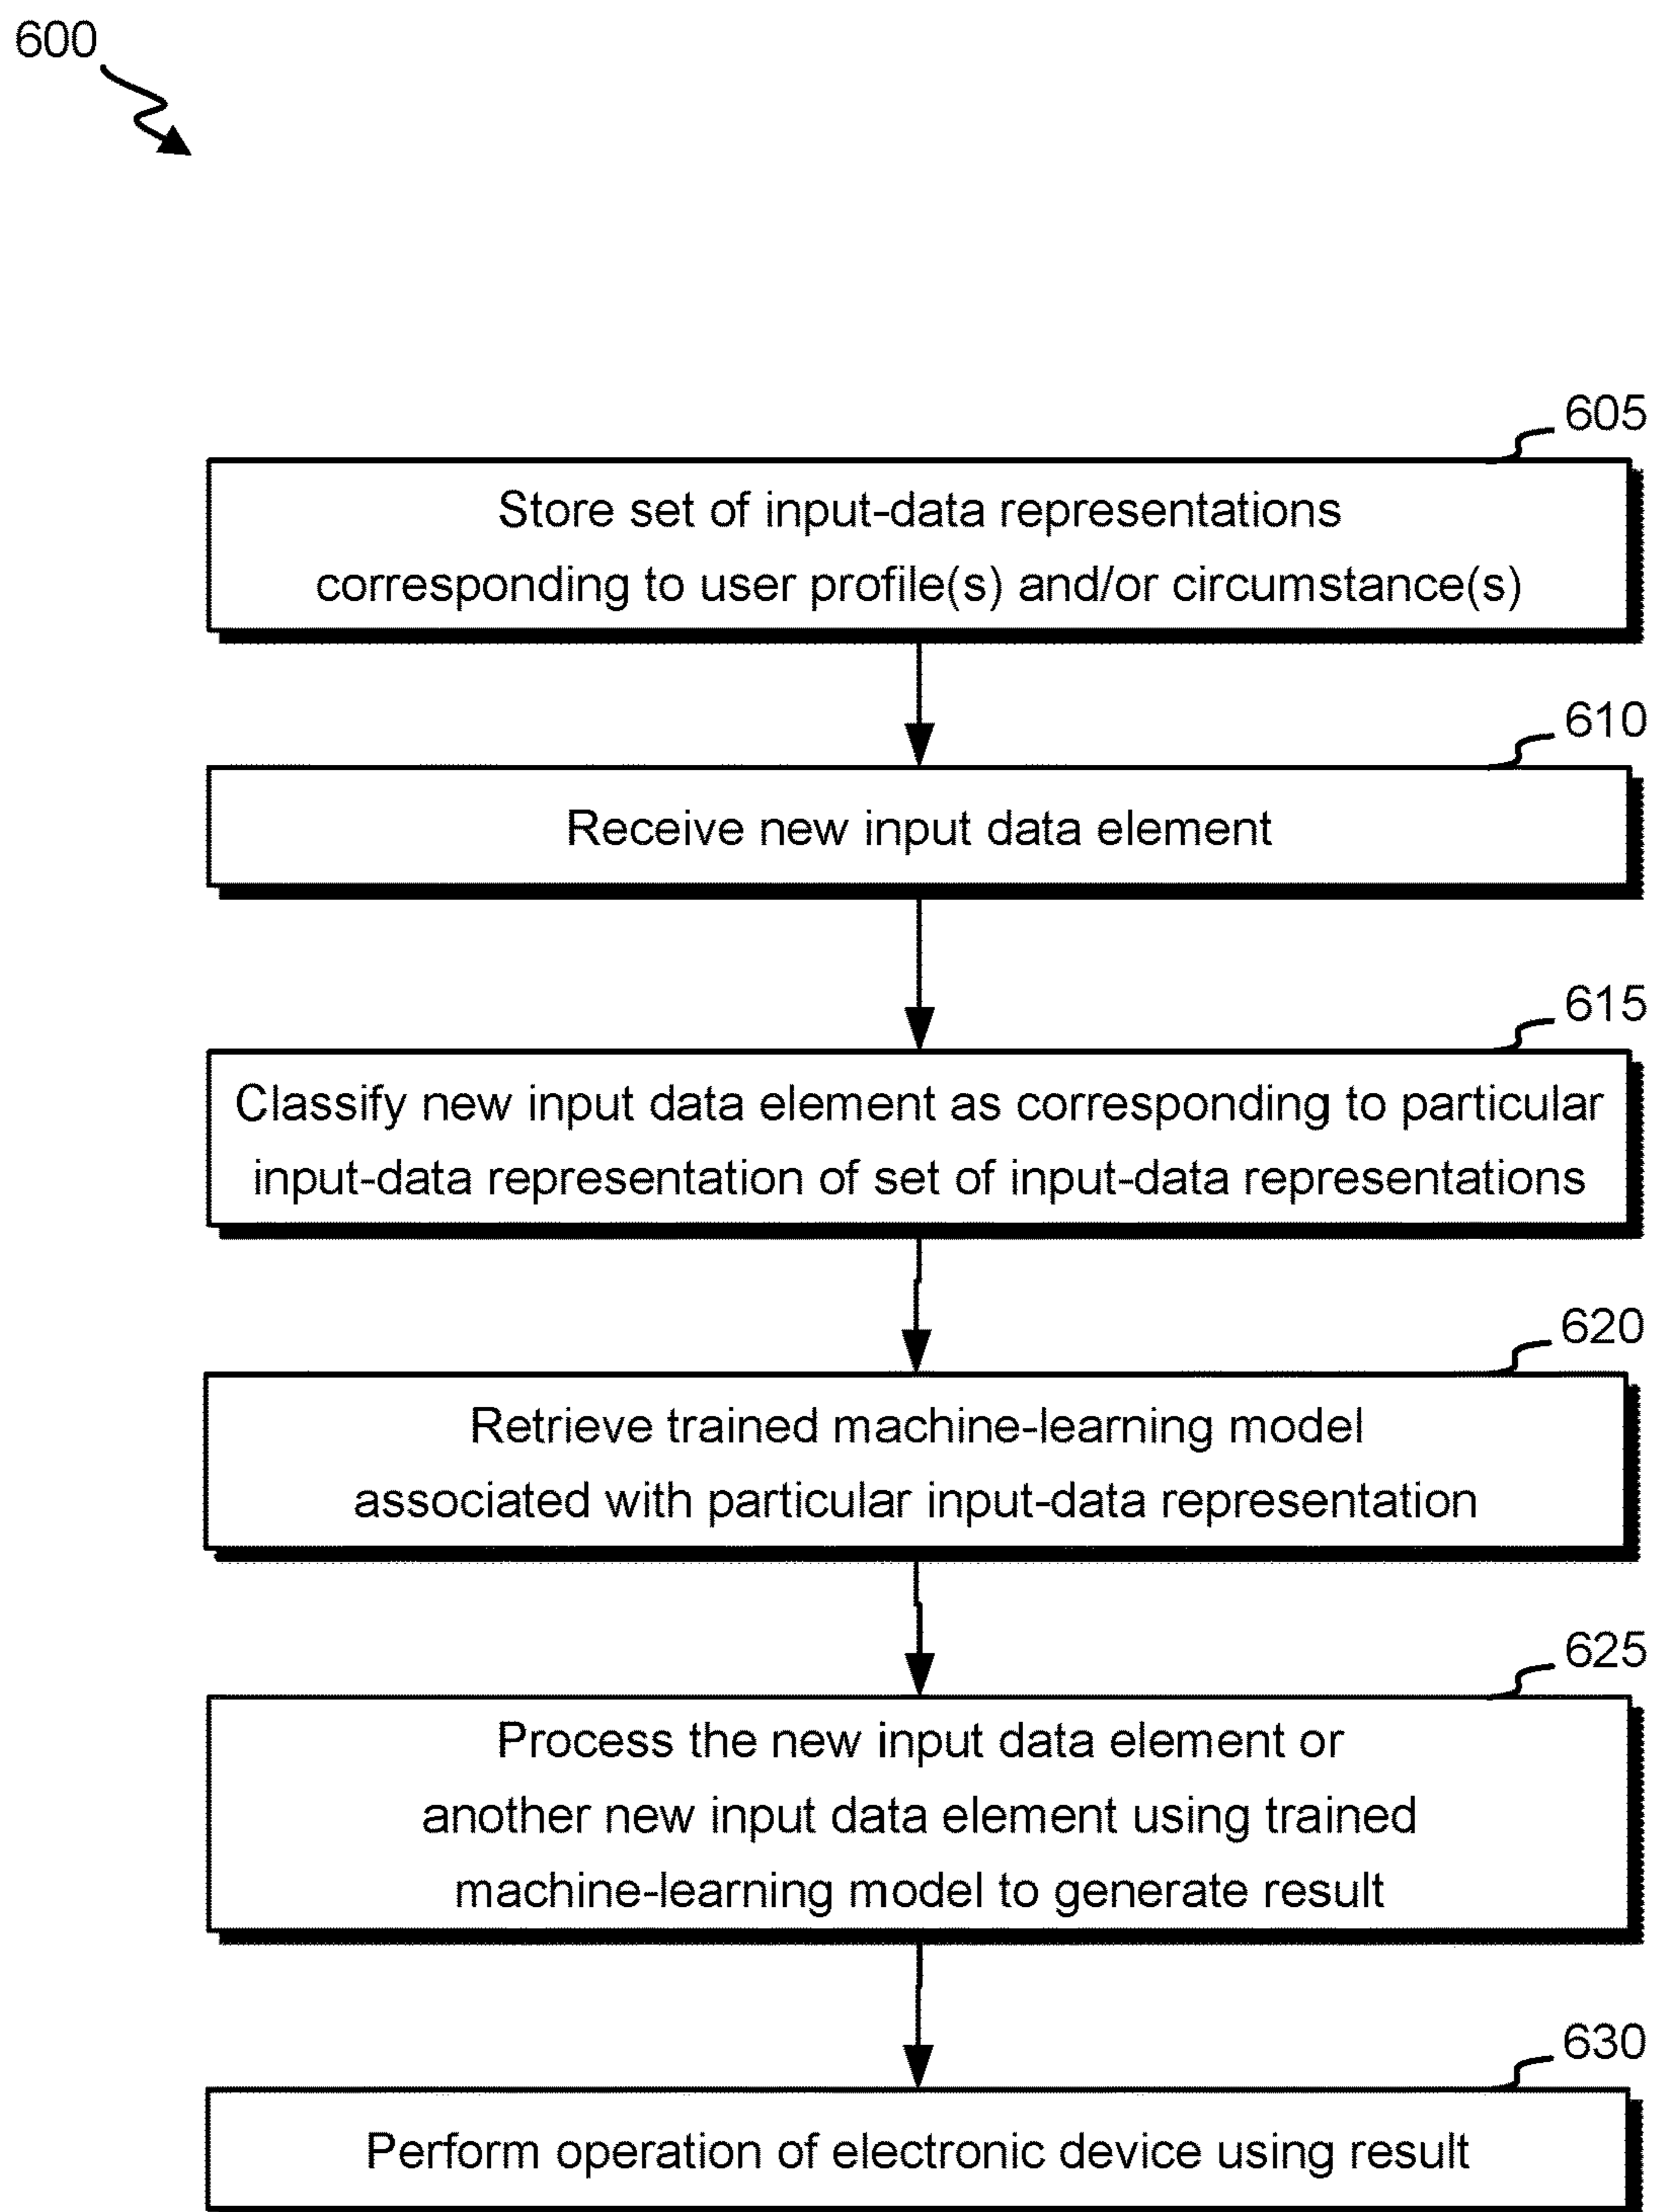 600
605
Store set of input-data representations
corresponding to user profile(s) and/or circumstance(s)
610
Receive new input data element
615
Classify new input data element as corresponding to particular
input-data representation of set of input-data representations
620
Retrieve trained machine-learning model
associated with particular input-data representation
625
Process the new input data element or
another new input data element using trained
machine-learning model to generate result
630
Perform operation of electronic device using result